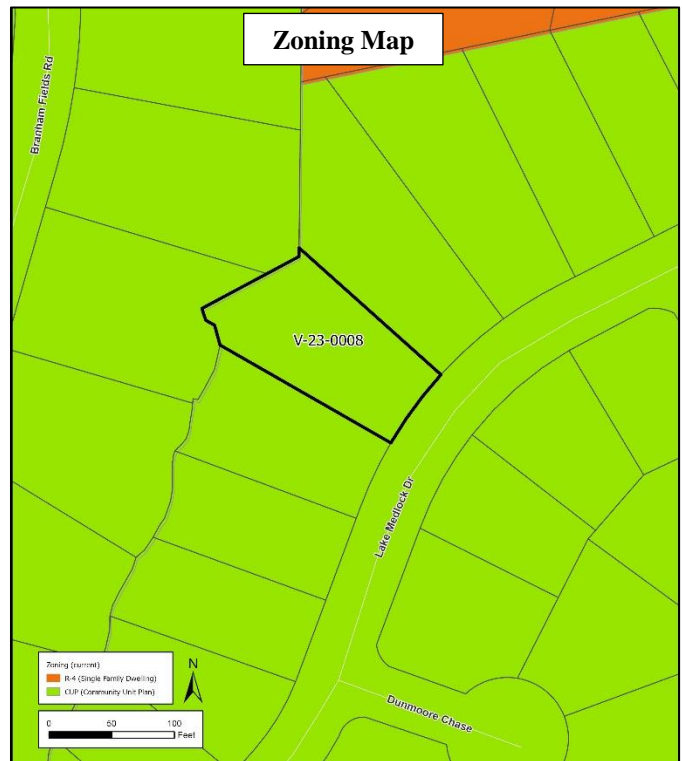 Zoning Map
Branham Fields Rd
V-23-0008
Lake Medlock Dr
Dunmoore Chase
Zoning (current)
R-4 (Single Family Dwelling)
CUP (Community Unit Plan)
N
0 50 100
Feet